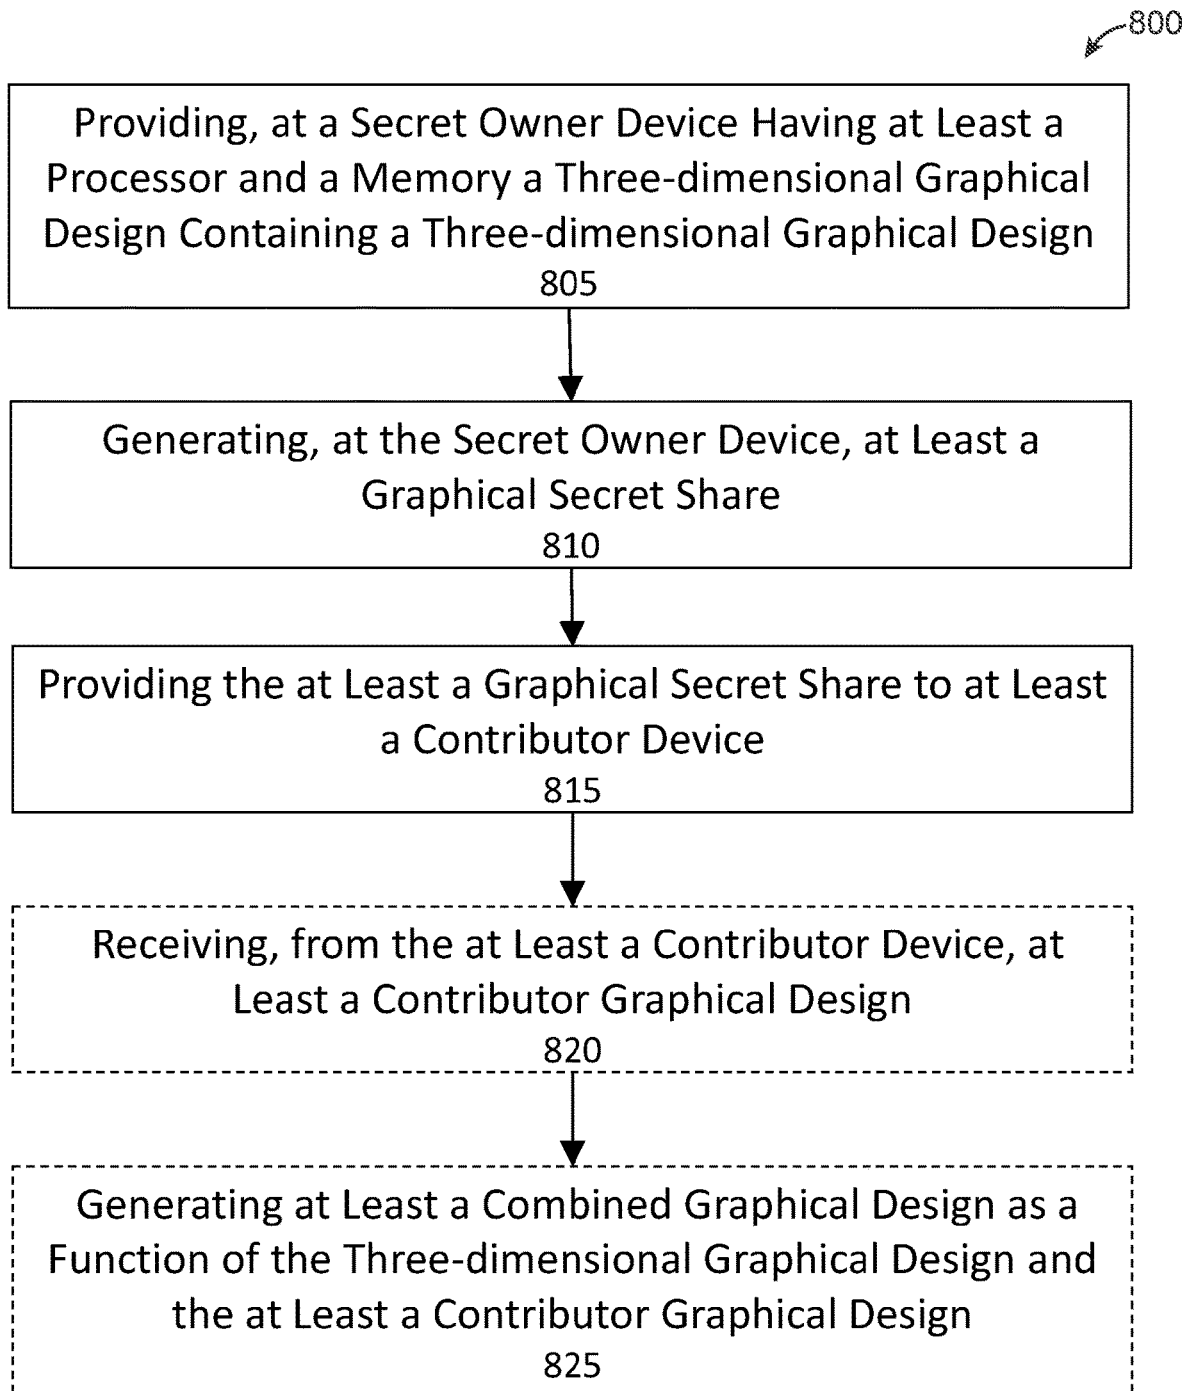 800
Providing, at a Secret Owner Device Having at Least a
Processor and a Memory a Three-dimensional Graphical
Design Containing a Three-dimensional Graphical Design
805
Generating, at the Secret Owner Device, at Least a
Graphical Secret Share
810
Providing the at Least a Graphical Secret Share to at Least
a Contributor Device
815
Receiving, from the at Least a Contributor Device, at
Least a Contributor Graphical Design
820
Generating at Least a Combined Graphical Design as a
Function of the Three-dimensional Graphical Design and
the at Least a Contributor Graphical Design
825